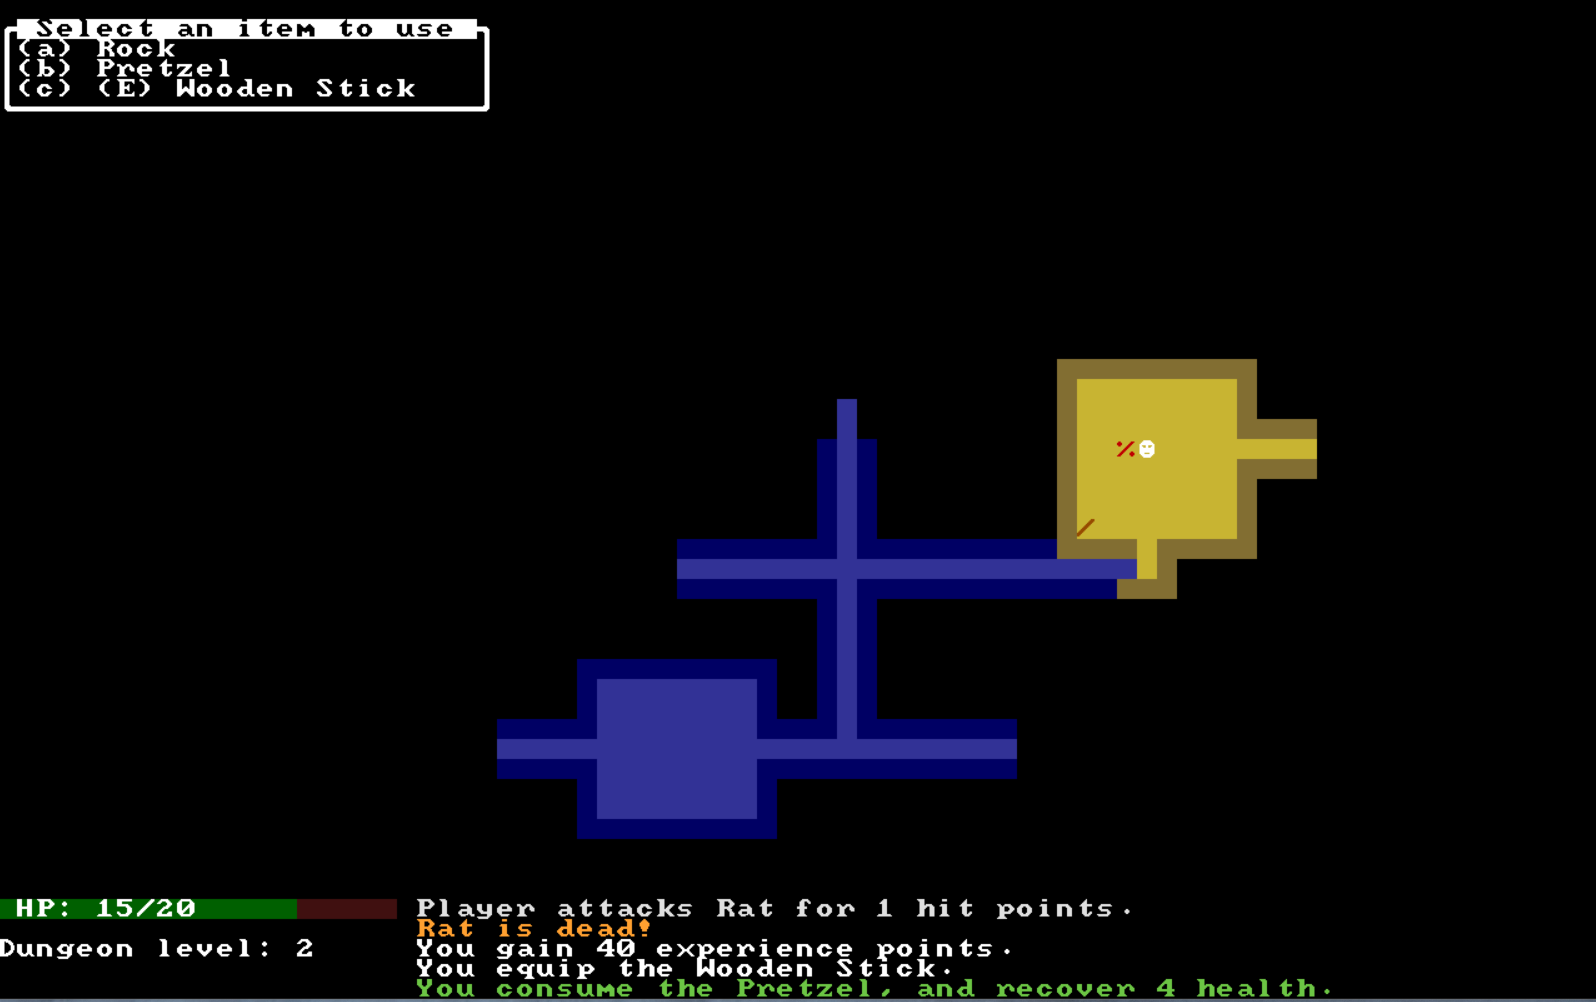 Select an item to use
(a) Rock
(b) Pretzel
(c) (E) Wooden Stick
HP: 15/20
Dungeon level: 2
Player attacks Rat for 1 hit points.
Rat is dead!
You gain 40 experience points.
You equip the Wooden Stick.
You consume the Pretzel, and recover 4 health.